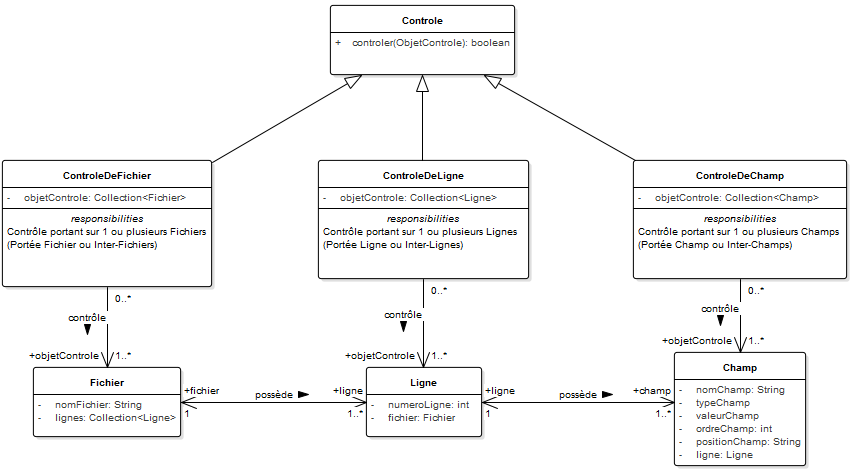 Controle
+ controler(ObjetControle): boolean
ControleDeFichier
- objetControle: Collection<Fichier>
responsibilities
Contrôle portant sur 1 ou plusieurs Fichiers
(Portée Fichier ou Inter-Fichiers)
ControleDeLigne
- objetControle: Collection<Ligne>
responsibilities
Contrôle portant sur 1 ou plusieurs Lignes
(Portée Ligne ou Inter-Lignes)
ControleDeChamp
- objetControle: Collection<Champ>
responsibilities
Contrôle portant sur 1 ou plusieurs Champs
(Portée Champ ou Inter-Champs)
0..*
contrôle
+objetControle
1..*
0..*
contrôle
+objetControle
1..*
0..*
contrôle
+objetControle
1..*
Fichier
- nomFichier: String
- lignes: Collection<Ligne>
+fichier
1
possède
+ligne
1..*
Ligne
- numeroLigne: int
- fichier: Fichier
+ligne
1
possède
+champ
1..*
Champ
- nomChamp: String
- typeChamp
- valeurChamp
- ordreChamp: int
- positionChamp: String
- ligne: Ligne